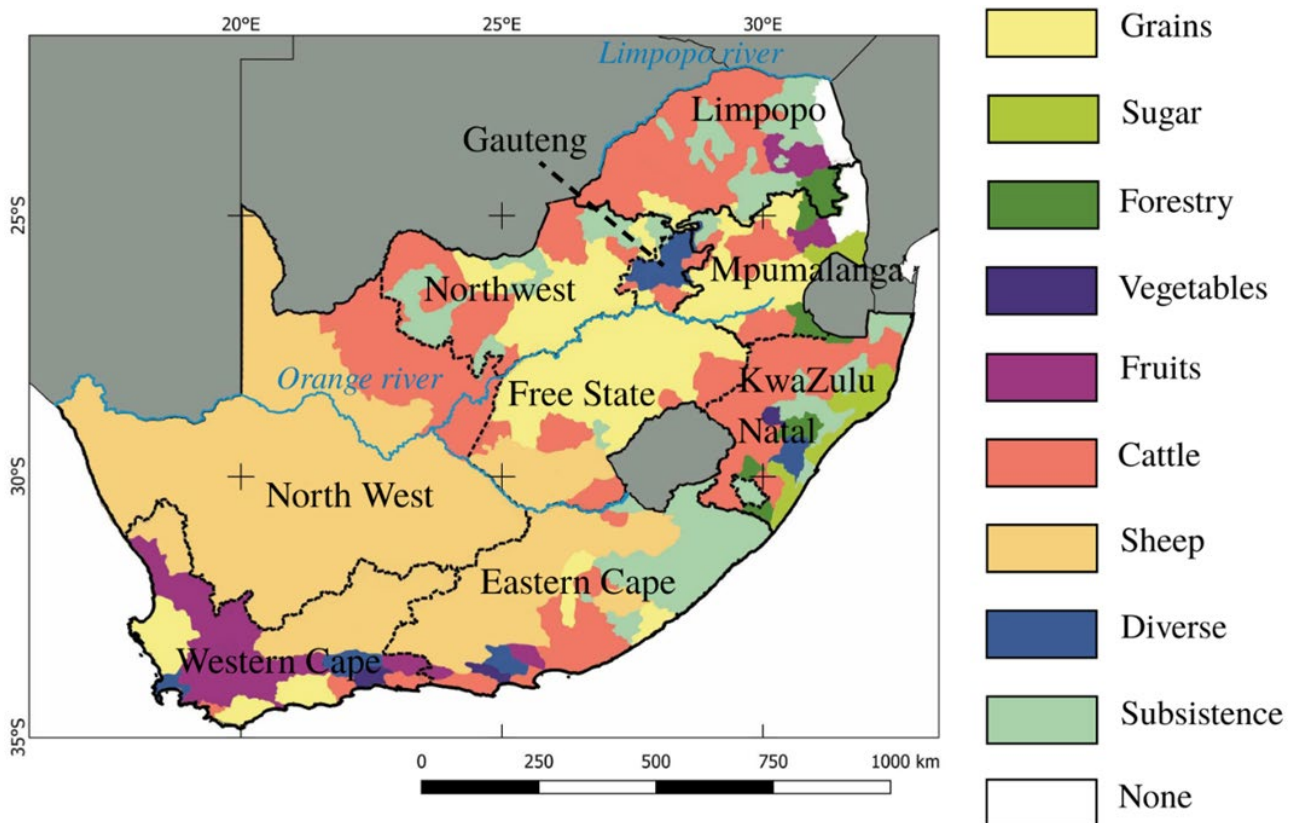 20°E
25°E
30°E
Limpopo river
Limpopo
Gauteng
25°S
Mpumalanga
Northwest
Orange river
Free State
KwaZulu
Natal
30°S
North West
Eastern Cape
Western Cape
35°S
0 250 500 750 1000 km
Grains
Sugar
Forestry
Vegetables
Fruits
Cattle
Sheep
Diverse
Subsistence
None